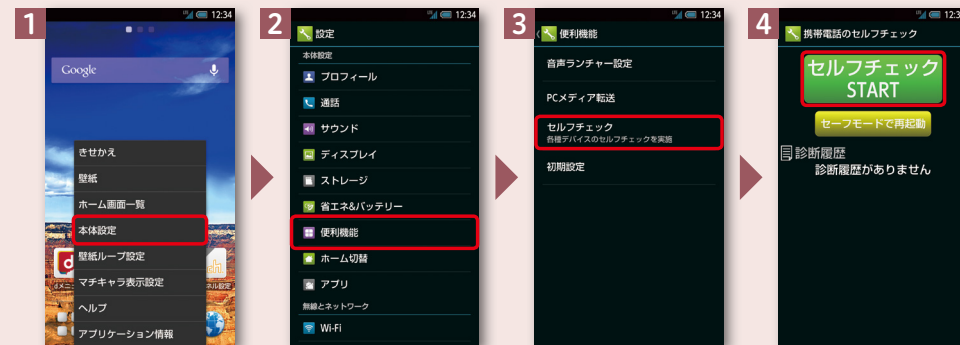 1
12:34
Google
きせかえ
壁紙
ホーム画面一覧
本体設定
壁紙ループ設定
マチキャラ表示設定
ヘルプ
アプリケーション情報
2
12:34
設定
本体設定
プロフィール
通話
サウンド
ディスプレイ
ストレージ
省エネ&バッテリー
便利機能
ホーム切替
アプリ
無線とネットワーク
Wi-Fi
3
12:34
便利機能
音声ランチャー設定
PCメディア転送
セルフチェック
各種デバイスのセルフチェックを実施
初期設定
4
12:3
携帯電話のセルフチェック
セルフチェック
START
セーフモードで再起動
診断履歴
診断履歴がありません